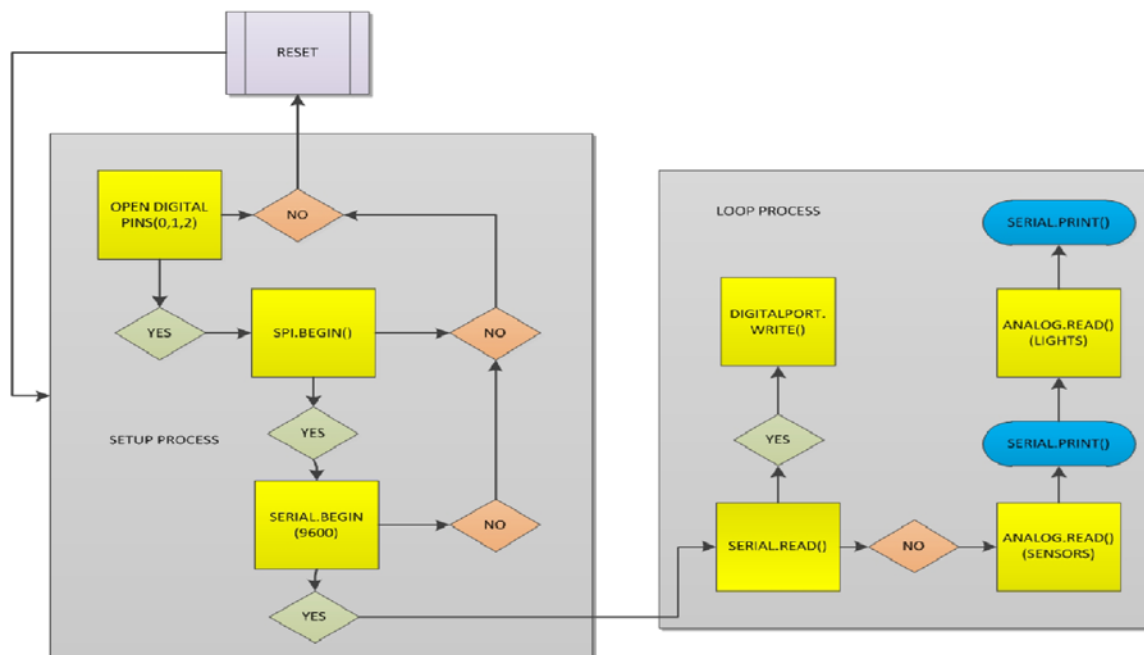 RESET
OPEN DIGITAL
PINS(0,1,2)
NO
YES
SPI.BEGIN()
NO
YES
SETUP PROCESS
SERIAL.BEGIN
(9600)
NO
YES
LOOP PROCESS
SERIAL.PRINT()
DIGITALPORT.
WRITE()
ANALOG.READ()
(LIGHTS)
YES
SERIAL.PRINT()
SERIAL.READ()
NO
ANALOG.READ()
(SENSORS)